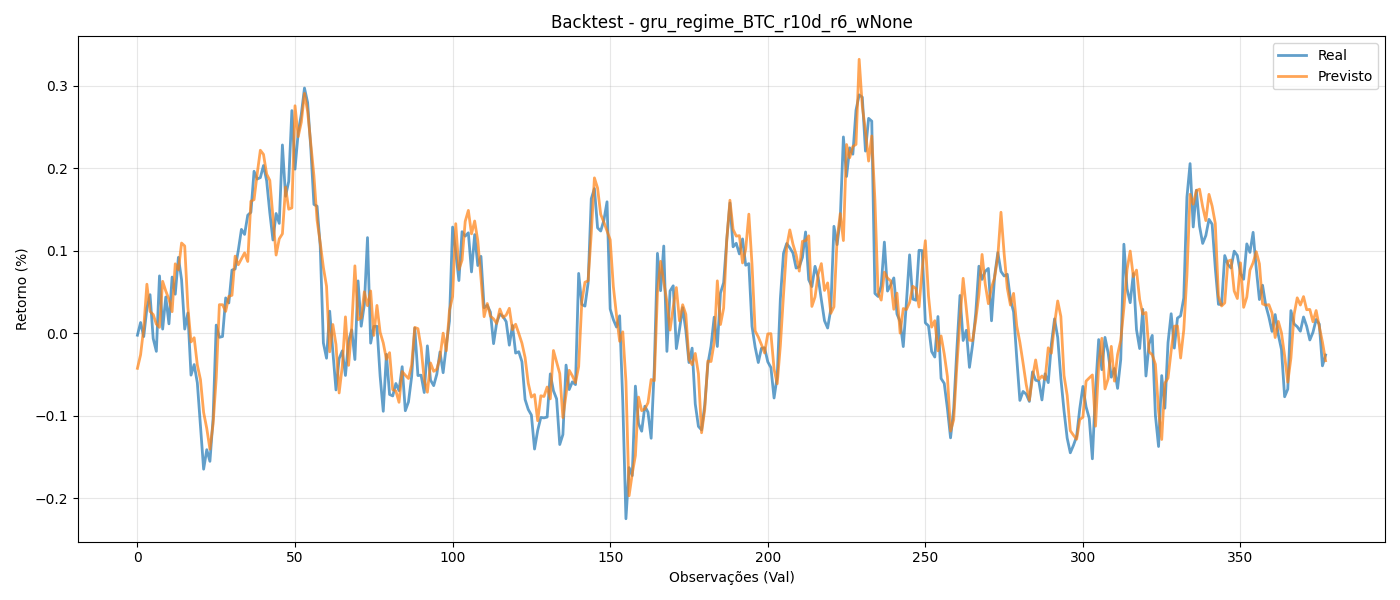 Backtest - gru_regime_BTC_r10d_r6_wNone
Real
Previsto
Retorno (%)
0.3
0.2
0.1
0.0
−0.1
−0.2
0 50 100 150 200 250 300 350
Observações (Val)